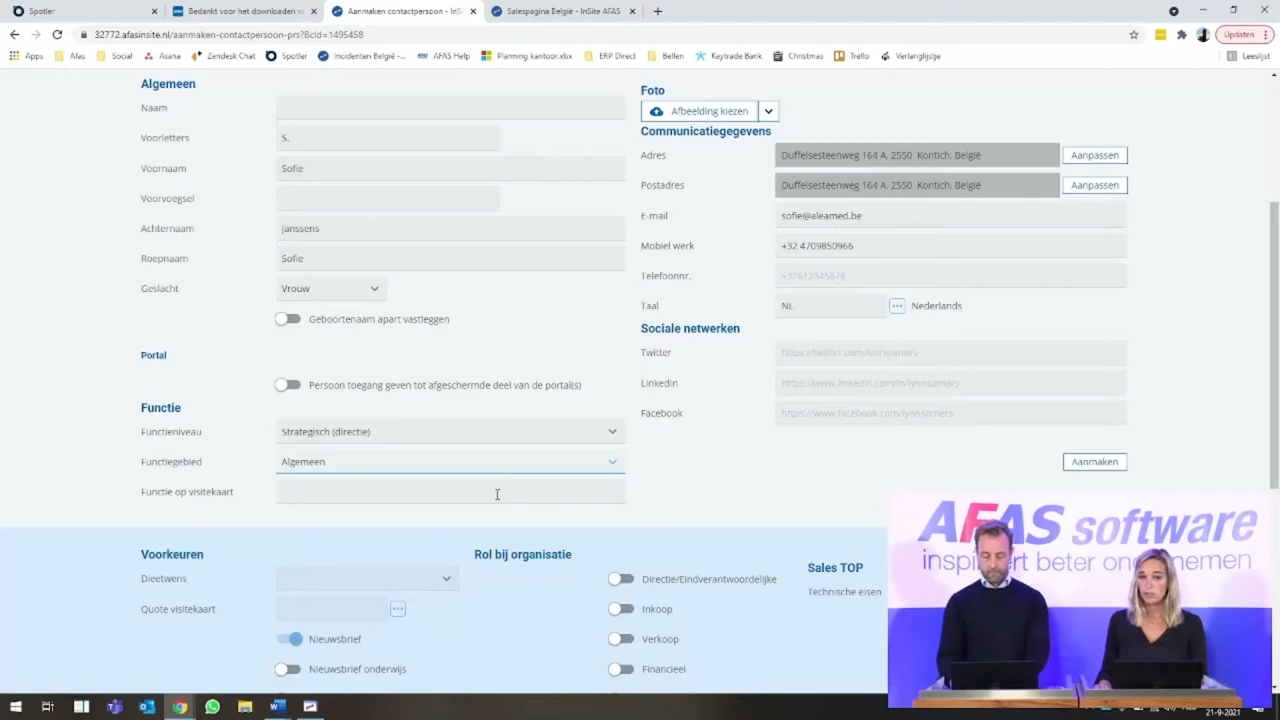 Spotler
Bedankt voor het downloaden v
Aanmaken contactpersoon - InSi
Salespagina België - InSite AFAS
32772.afasinsite.nl/aanmaken-contactpersoon-prs?BcId=1495458
Updaten
Apps
Afas
Social
Asana
Zendesk Chat
Spotler
Incidenten België -...
AFAS Help
Planning kantoor.xlsx
ERP Direct
Bellen
Keytrade Bank
Christmas
Trello
Verlanglijstje
Leeslijst
Algemeen
Naam
Voorletters
S.
Voornaam
Sofie
Voorvoegsel
Achternaam
Janssens
Roepnaam
Sofie
Geslacht
Vrouw
Geboortenaam apart vastleggen
Portal
Persoon toegang geven tot afgeschermde deel van de portal(s)
Functie
Functieniveau
Strategisch (directie)
Functiegebied
Algemeen
Functie op visitekaart
Foto
Afbeelding kiezen
Communicatiegegevens
Adres
Duffelsesteenweg 164 A, 2550 Kontich, België
Aanpassen
Postadres
Duffelsesteenweg 164 A, 2550 Kontich, België
Aanpassen
E-mail
sofie@aleamed.be
Mobiel werk
+32 4709850966
Telefoonnr.
+31612345678
Taal
NL
Nederlands
Sociale netwerken
Twitter
https://twitter.com/lynnsomers
LinkedIn
https://www.linkedin.com/in/lynnsomers
Facebook
https://www.facebook.com/lynnsomers
Aanmaken
Voorkeuren
Dieetwens
Quote visitekaart
Nieuwsbrief
Nieuwsbrief onderwijs
Rol bij organisatie
Directie/Eindverantwoordelijke
Inkoop
Verkoop
Financieel
Sales TOP
Technische eisen
AFAS software
inspireert beter ondernemen
21-9-2021